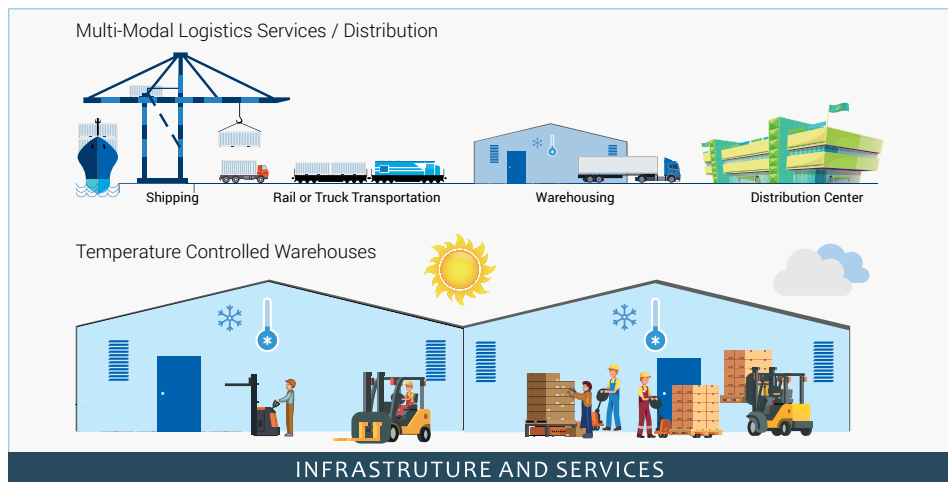 Multi-Modal Logistics Services / Distribution
Shipping
Rail or Truck Transportation
Warehousing
Distribution Center
Temperature Controlled Warehouses
INFRASTRUTURE AND SERVICES